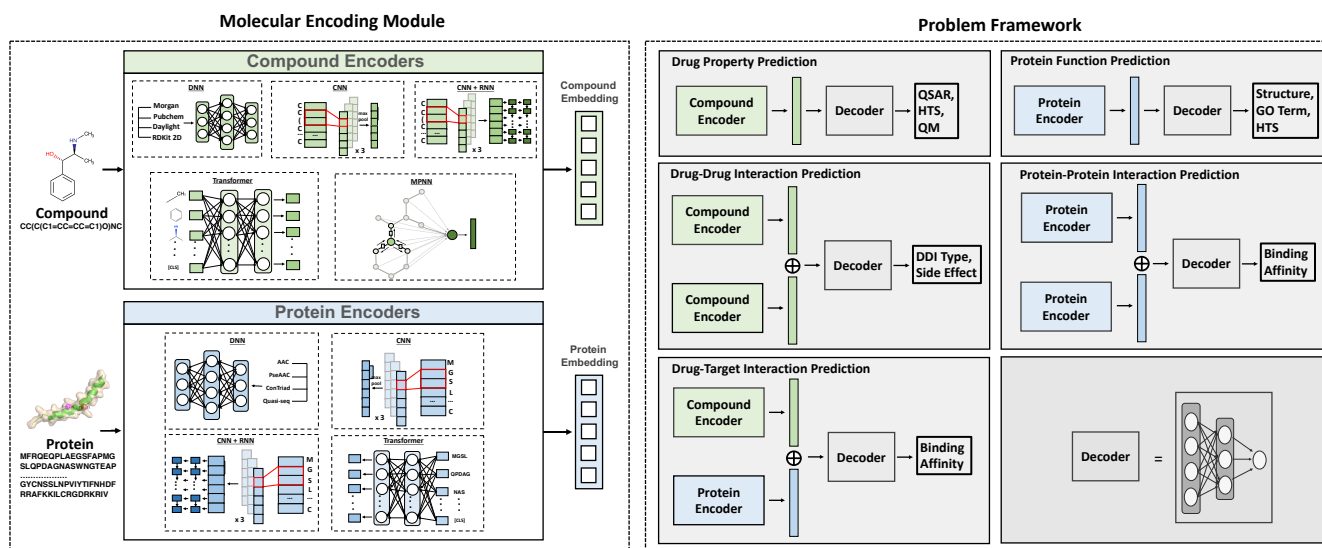 Molecular Encoding Module
Compound Encoders
DNN
Morgan
Pubchem
Daylight
RDKit 2D
CNN
C
C
(
C
...
C
max
pool
x 3
CNN + RNN
C
C
(
C
...
C
x 3
Transformer
CH₃
HN
[CLS]
MPNN
CH₃
HN
HO
CH₃
Compound
CC(C(C1=CC=CC=C1)O)NC
Compound
Embedding
Protein Encoders
DNN
AAC
PseAAC
ConTriad
Quasi-seq
CNN
max
pool
x 3
M
G
S
L
...
C
CNN + RNN
x 3
M
G
S
L
...
C
Transformer
MGSL
QPDAG
NAS
[CLS]
Protein
MFRQEQPLAEGSFAPMG
SLQPDAGNASWNGTEAP
..................
GYCNSSLNPVIYTIFNHDF
RRAFKKILCRGDRKRIV
Protein
Embedding
Problem Framework
Drug Property Prediction
Compound
Encoder
Decoder
QSAR,
HTS,
QM
Protein Function Prediction
Protein
Encoder
Decoder
Structure,
GO Term,
HTS
Drug-Drug Interaction Prediction
Compound
Encoder
Compound
Encoder
Decoder
DDI Type,
Side Effect
Protein-Protein Interaction Prediction
Protein
Encoder
Protein
Encoder
Decoder
Binding
Affinity
Drug-Target Interaction Prediction
Compound
Encoder
Protein
Encoder
Decoder
Binding
Affinity
Decoder
=